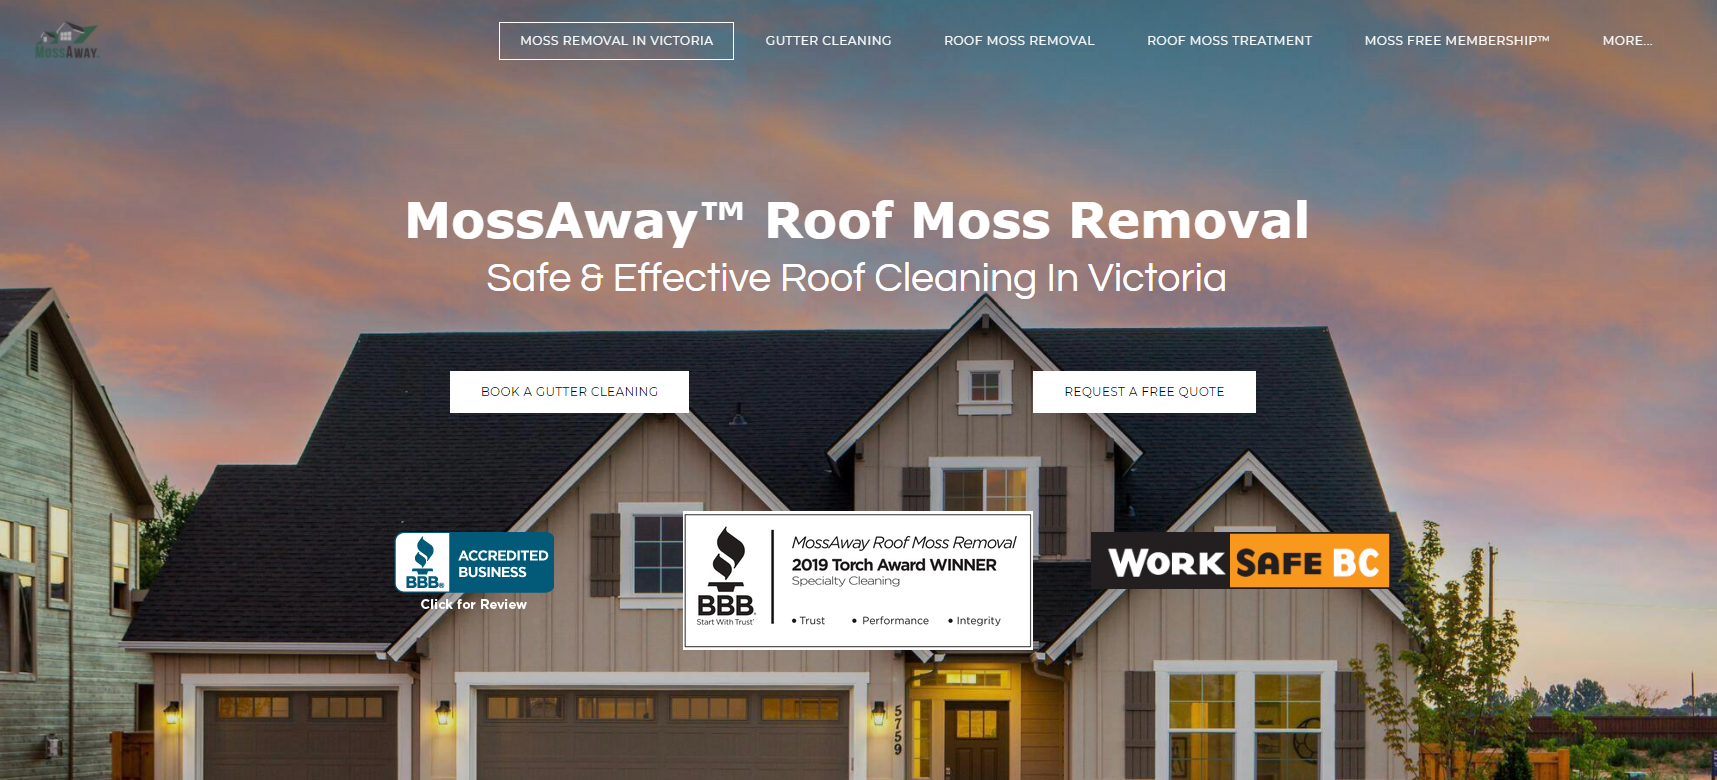 MossAway
MOSS REMOVAL IN VICTORIA
GUTTER CLEANING
ROOF MOSS REMOVAL
ROOF MOSS TREATMENT
MOSS FREE MEMBERSHIP™
MORE...
MossAway™ Roof Moss Removal
Safe & Effective Roof Cleaning In Victoria
BOOK A GUTTER CLEANING
REQUEST A FREE QUOTE
BBB®
ACCREDITED
BUSINESS
Click for Review
BBB
Start With Trust®
MossAway Roof Moss Removal
2019 Torch Award WINNER
Specialty Cleaning
• Trust • Performance • Integrity
WORK SAFE BC
5759